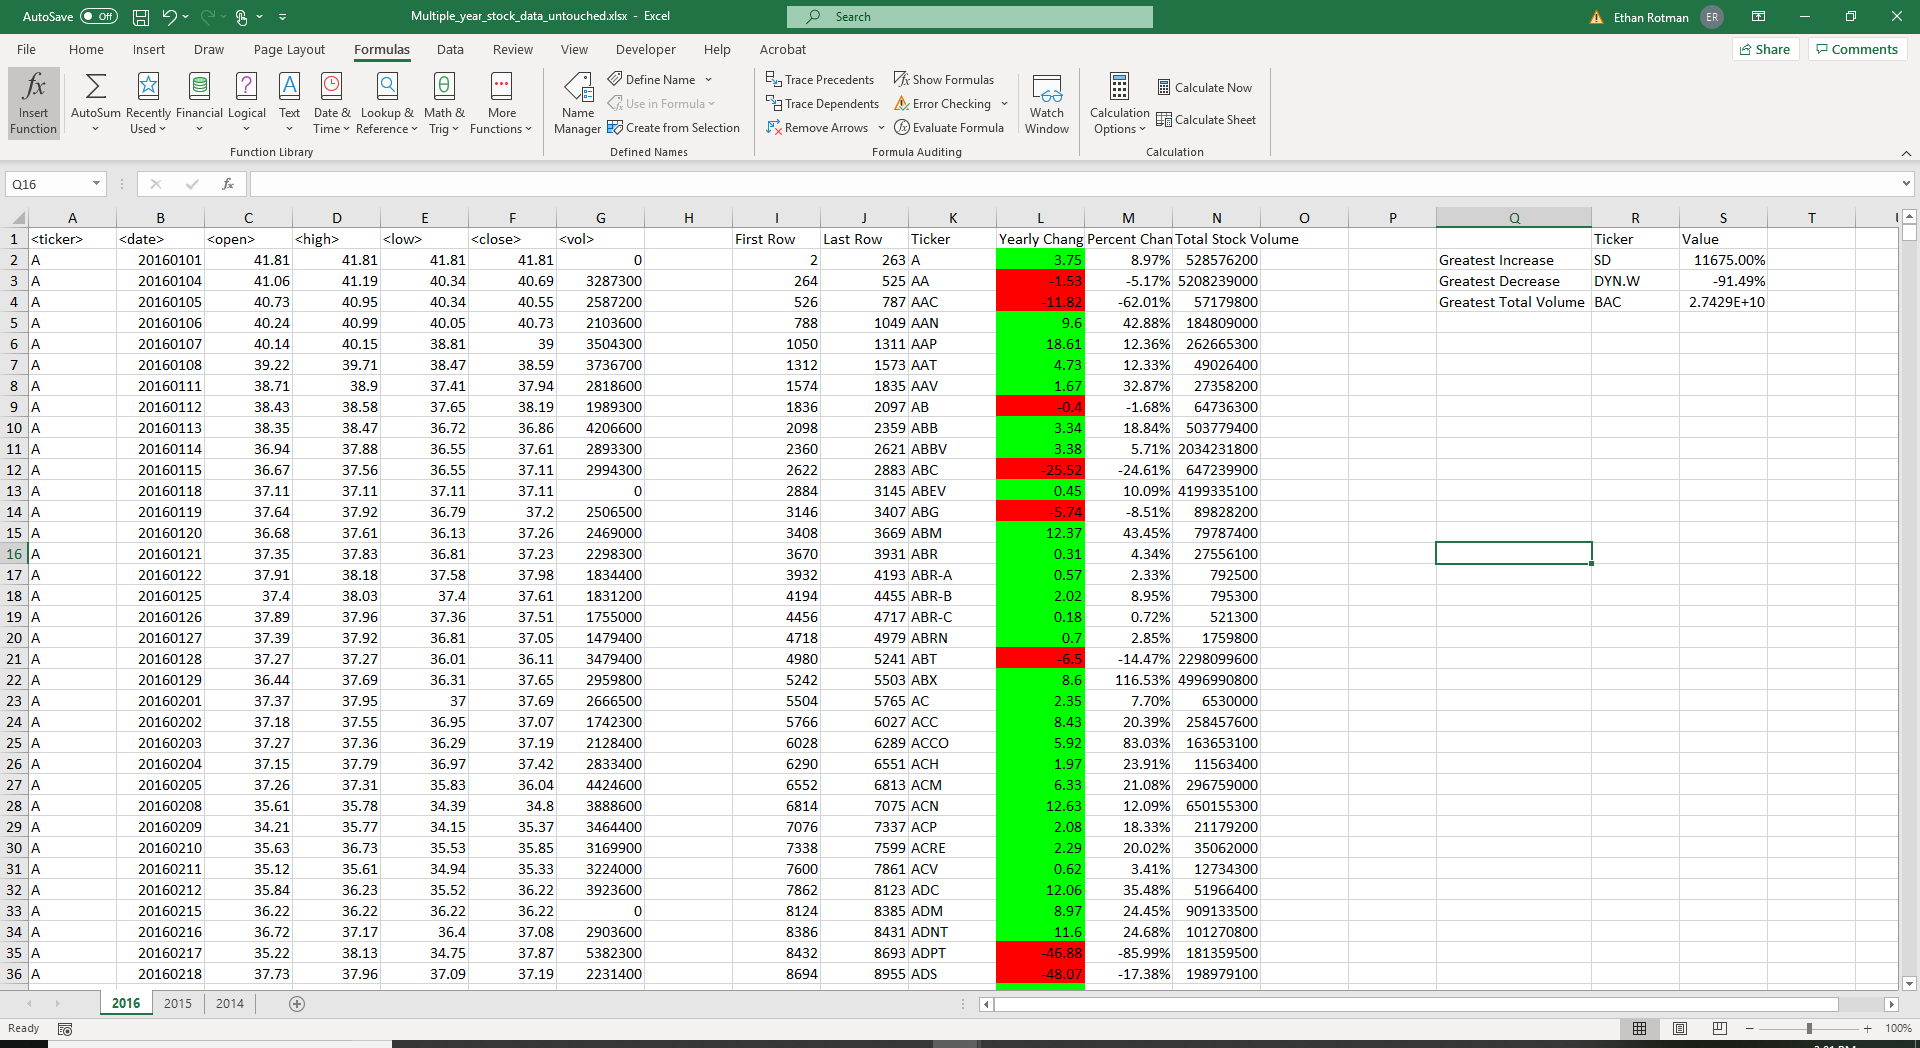 AutoSave Off Multiple_year_stock_data_untouched.xlsx - Excel Search Ethan Rotman ER
File Home Insert Draw Page Layout Formulas Data Review View Developer Help Acrobat Share Comments
Insert Function AutoSum Recently Used Financial Logical Text Date & Time Lookup & Reference Math & Trig More Functions Name Manager Define Name Use in Formula Create from Selection Trace Precedents Trace Dependents Remove Arrows Show Formulas Error Checking Evaluate Formula Watch Window Calculation Options Calculate Now Calculate Sheet
Function Library Defined Names Formula Auditing Calculation
Q16 fx
A B C D E F G H I J K L M N O P Q R S T
1 <ticker> <date> <open> <high> <low> <close> <vol> First Row Last Row Ticker Yearly Chang Percent Chan Total Stock Volume Ticker Value
2 A 20160101 41.81 41.81 41.81 41.81 0 2 263 A 3.75 8.97% 528576200 Greatest Increase SD 11675.00%
3 A 20160104 41.06 41.19 40.34 40.69 3287300 264 525 AA -1.53 -5.17% 5208239000 Greatest Decrease DYN.W -91.49%
4 A 20160105 40.73 40.95 40.34 40.55 2587200 526 787 AAC -11.82 -62.01% 57179800 Greatest Total Volume BAC 2.7429E+10
5 A 20160106 40.24 40.99 40.05 40.73 2103600 788 1049 AAN 9.6 42.88% 184809000
6 A 20160107 40.14 40.15 38.81 39 3504300 1050 1311 AAP 18.61 12.36% 262665300
7 A 20160108 39.22 39.71 38.47 38.59 3736700 1312 1573 AAT 4.73 12.33% 49026400
8 A 20160111 38.71 38.9 37.41 37.94 2818600 1574 1835 AAV 1.67 32.87% 27358200
9 A 20160112 38.43 38.58 37.65 38.19 1989300 1836 2097 AB -0.4 -1.68% 64736300
10 A 20160113 38.35 38.47 36.72 36.86 4206600 2098 2359 ABB 3.34 18.84% 503779400
11 A 20160114 36.94 37.88 36.55 37.61 2893300 2360 2621 ABBV 3.38 5.71% 2034231800
12 A 20160115 36.67 37.56 36.55 37.11 2994300 2622 2883 ABC -25.52 -24.61% 647239900
13 A 20160118 37.11 37.11 37.11 37.11 0 2884 3145 ABEV 0.45 10.09% 4199335100
14 A 20160119 37.64 37.92 36.79 37.2 2506500 3146 3407 ABG -5.74 -8.51% 89828200
15 A 20160120 36.68 37.61 36.13 37.26 2469000 3408 3669 ABM 12.37 43.45% 79787400
16 A 20160121 37.35 37.83 36.81 37.23 2298300 3670 3931 ABR 0.31 4.34% 27556100
17 A 20160122 37.91 38.18 37.58 37.98 1834400 3932 4193 ABR-A 0.57 2.33% 792500
18 A 20160125 37.4 38.03 37.4 37.61 1831200 4194 4455 ABR-B 2.02 8.95% 795300
19 A 20160126 37.89 37.96 37.36 37.51 1755000 4456 4717 ABR-C 0.18 0.72% 521300
20 A 20160127 37.39 37.92 36.81 37.05 1479400 4718 4979 ABRN 0.7 2.85% 1759800
21 A 20160128 37.27 37.27 36.01 36.11 3479400 4980 5241 ABT -6.5 -14.47% 2298099600
22 A 20160129 36.44 37.69 36.31 37.65 2959800 5242 5503 ABX 8.6 116.53% 4996990800
23 A 20160201 37.37 37.95 37 37.69 2666500 5504 5765 AC 2.35 7.70% 6530000
24 A 20160202 37.18 37.55 36.95 37.07 1742300 5766 6027 ACC 8.43 20.39% 258457600
25 A 20160203 37.27 37.36 36.29 37.19 2128400 6028 6289 ACCO 5.92 83.03% 163653100
26 A 20160204 37.15 37.79 36.97 37.42 2833400 6290 6551 ACH 1.97 23.91% 11563400
27 A 20160205 37.26 37.31 35.83 36.04 4424600 6552 6813 ACM 6.33 21.08% 296759000
28 A 20160208 35.61 35.78 34.39 34.8 3888600 6814 7075 ACN 12.63 12.09% 650155300
29 A 20160209 34.21 35.77 34.15 35.37 3464400 7076 7337 ACP 2.08 18.33% 21179200
30 A 20160210 35.63 36.73 35.53 35.85 3169900 7338 7599 ACRE 2.29 20.02% 35062000
31 A 20160211 35.12 35.61 34.94 35.33 3224000 7600 7861 ACV 0.62 3.41% 12734300
32 A 20160212 35.84 36.23 35.52 36.22 3923600 7862 8123 ADC 12.06 35.48% 51966400
33 A 20160215 36.22 36.22 36.22 36.22 0 8124 8385 ADM 8.97 24.45% 909133500
34 A 20160216 36.72 37.17 36.4 37.08 2903600 8386 8431 ADNT 11.6 24.68% 101270800
35 A 20160217 35.22 38.13 34.75 37.87 5382300 8432 8693 ADPT -46.88 -85.99% 181359500
36 A 20160218 37.73 37.96 37.09 37.19 2231400 8694 8955 ADS -48.07 -17.38% 198979100
2016 2015 2014
Ready 100%